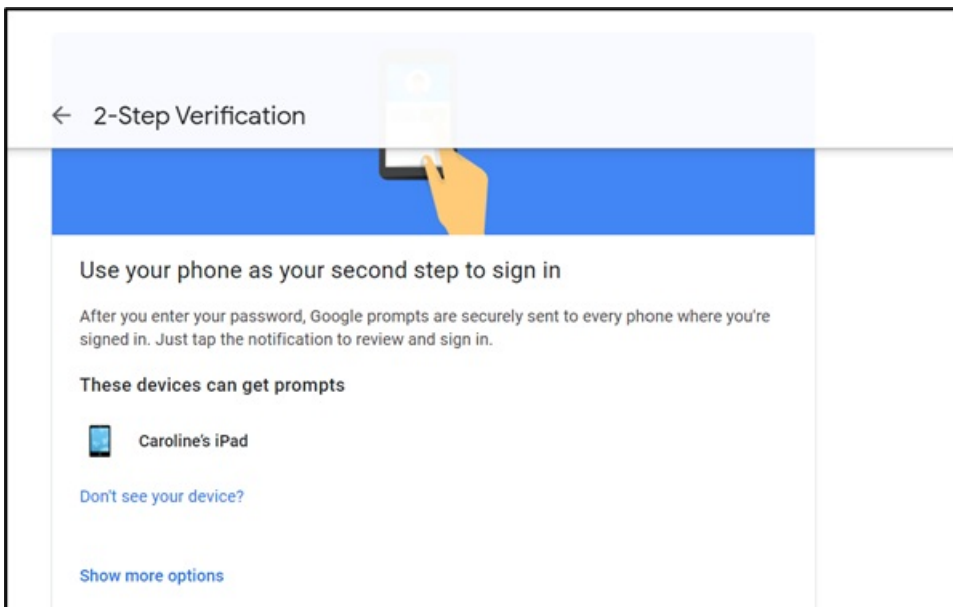 2-Step Verification
Use your phone as your second step to sign in
After you enter your password, Google prompts are securely sent to every phone where you're
signed in. Just tap the notification to review and sign in.
These devices can get prompts
Caroline's iPad
Don't see your device?
Show more options